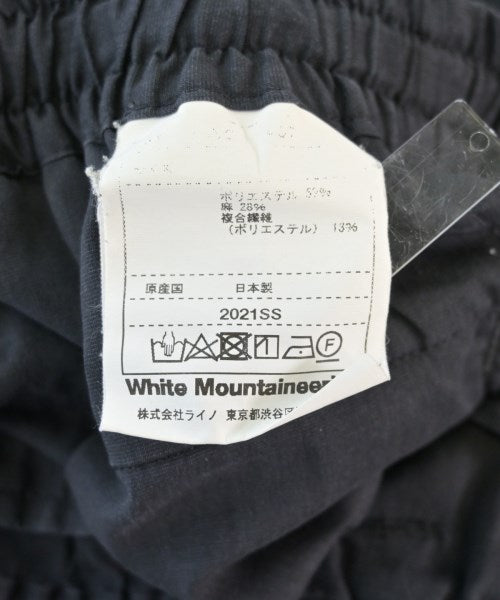 ポリエステル 59%
麻 28%
複合繊維
(ポリエステル) 13%
原産国 日本製
2021SS
White Mountaineeri
株式会社ライノ 東京都渋谷区